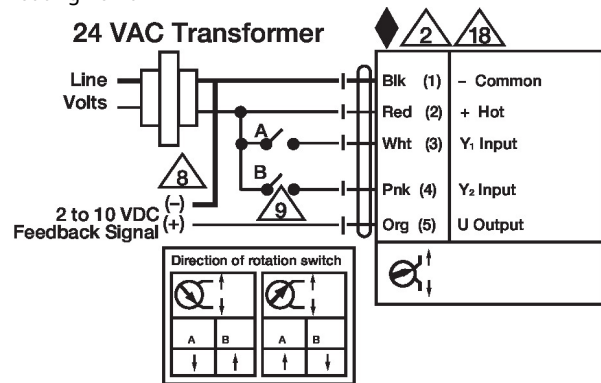 24 VAC Transformer
2 18
Line
Volts
Blk (1) – Common
Red (2) + Hot
A
Wht (3) Y₁ Input
B
Pnk (4) Y₂ Input
8
9
2 to 10 VDC (–)
Feedback Signal (+)
Org (5) U Output
Direction of rotation switch
A B A B